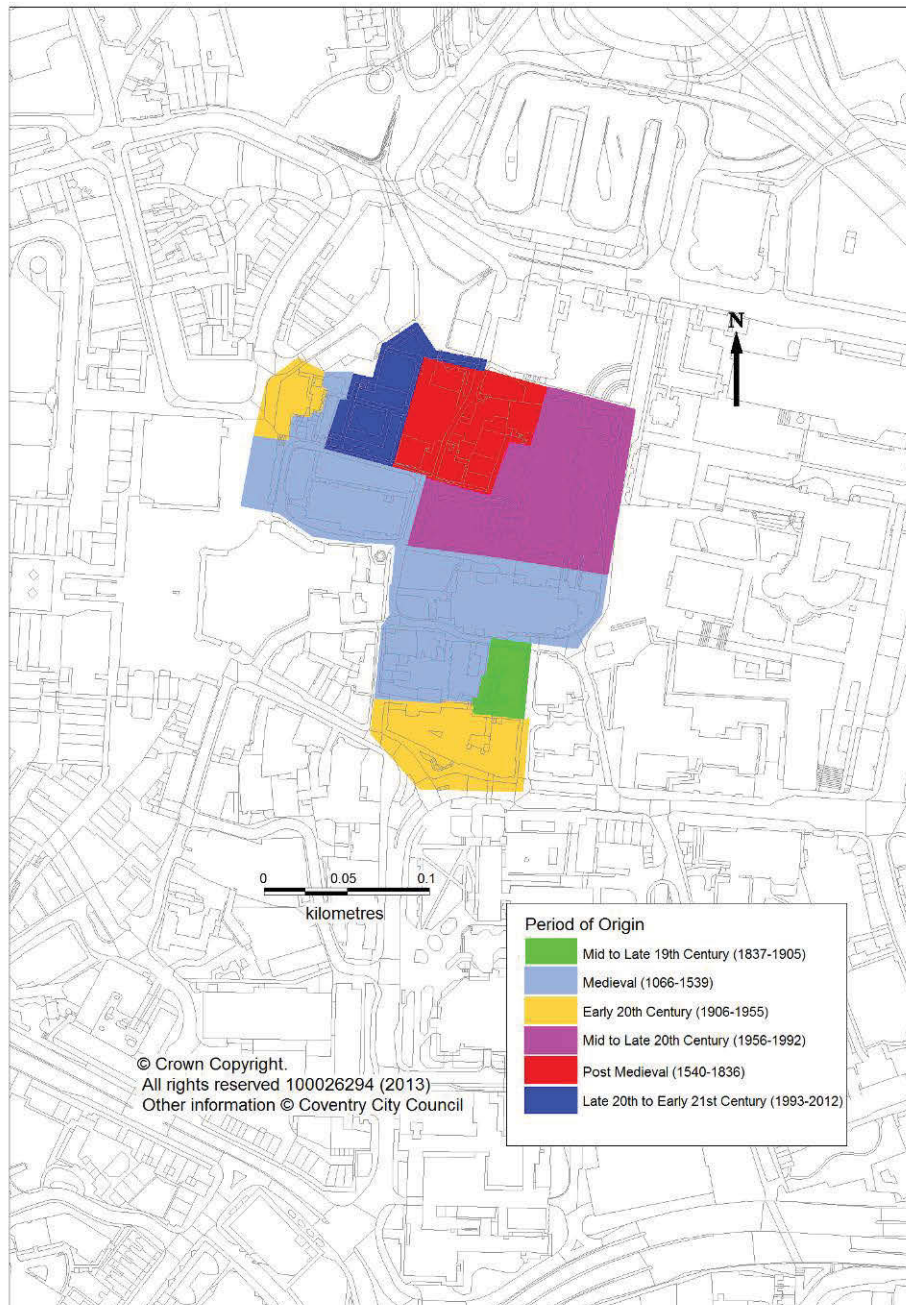 N
0 0.05 0.1
kilometres
Period of Origin
Mid to Late 19th Century (1837-1905)
Medieval (1066-1539)
Early 20th Century (1906-1955)
Mid to Late 20th Century (1956-1992)
Post Medieval (1540-1836)
Late 20th to Early 21st Century (1993-2012)
© Crown Copyright.
All rights reserved 100026294 (2013)
Other information © Coventry City Council